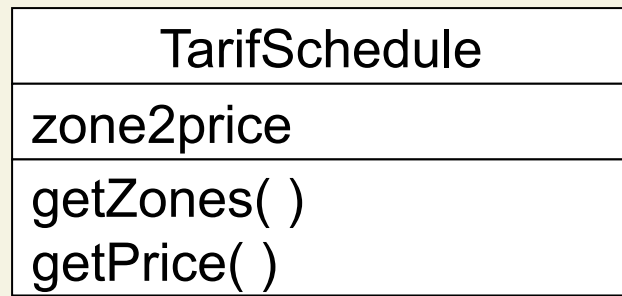 TarifSchedule
zone2price
getZones( )
getPrice( )